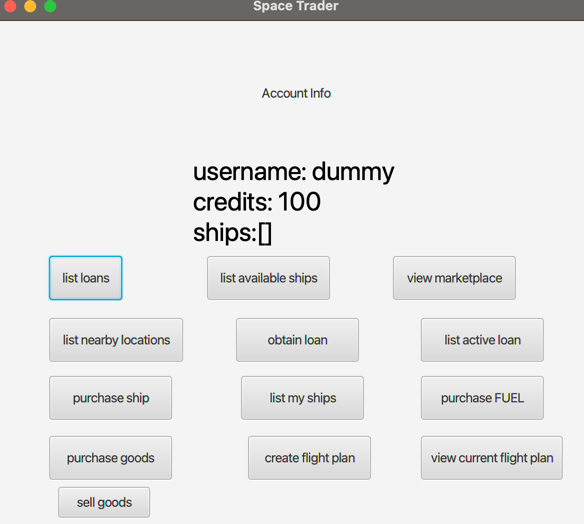 Space Trader
Account Info
username: dummy
credits: 100
ships:[]
list loans
list available ships
view marketplace
list nearby locations
obtain loan
list active loan
purchase ship
list my ships
purchase FUEL
purchase goods
create flight plan
view current flight plan
sell goods